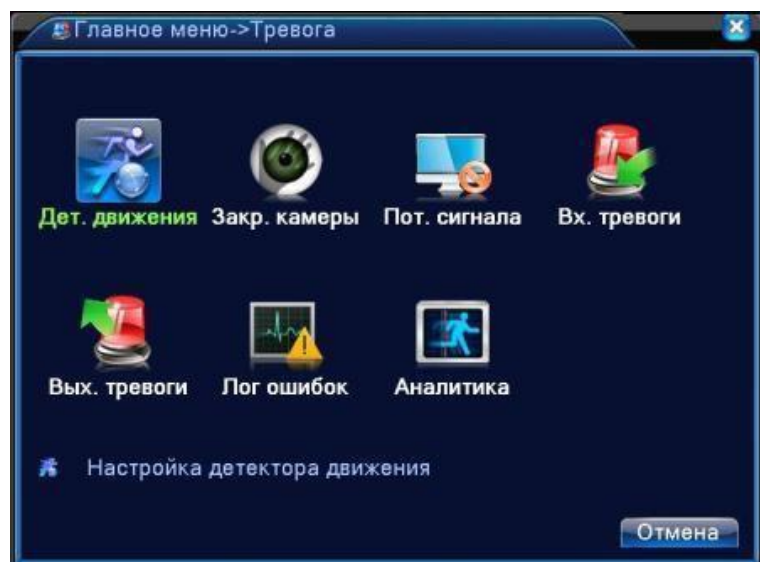 Главное меню->Тревога
Дет. движения Закр. камеры Пот. сигнала Вх. тревоги
Вых. тревоги Лог ошибок Аналитика
Настройка детектора движения
Отмена